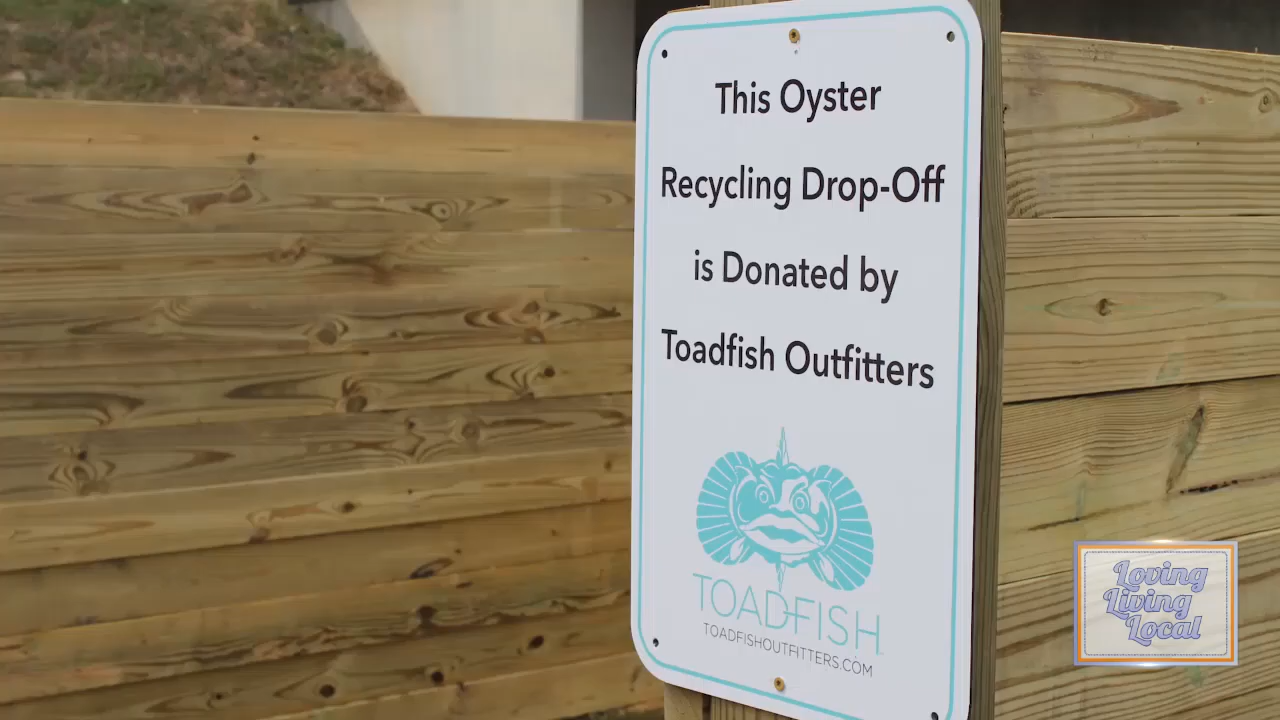 This Oyster
Recycling Drop-Off
is Donated by
Toadfish Outfitters
TOADFISH
TOADFISHOUTFITTERS.COM
Loving
Living
Local